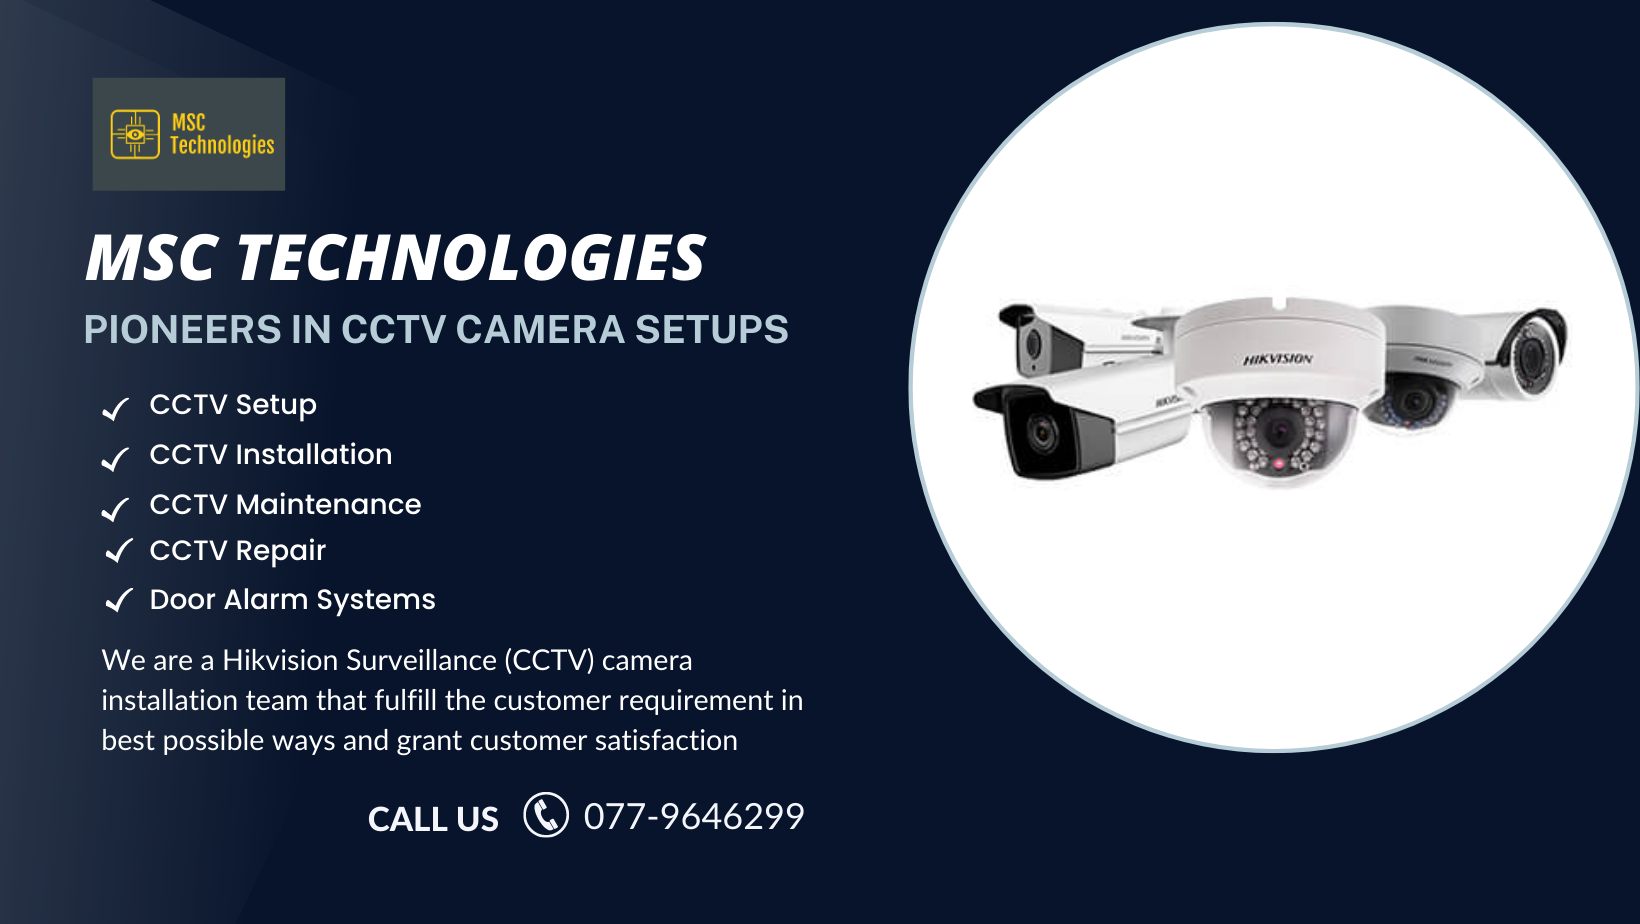 MSC
Technologies
MSC TECHNOLOGIES
PIONEERS IN CCTV CAMERA SETUPS
CCTV Setup
CCTV Installation
CCTV Maintenance
CCTV Repair
Door Alarm Systems
We are a Hikvision Surveillance (CCTV) camera
installation team that fulfill the customer requirement in
best possible ways and grant customer satisfaction
CALL US 077-9646299
HIKVISION